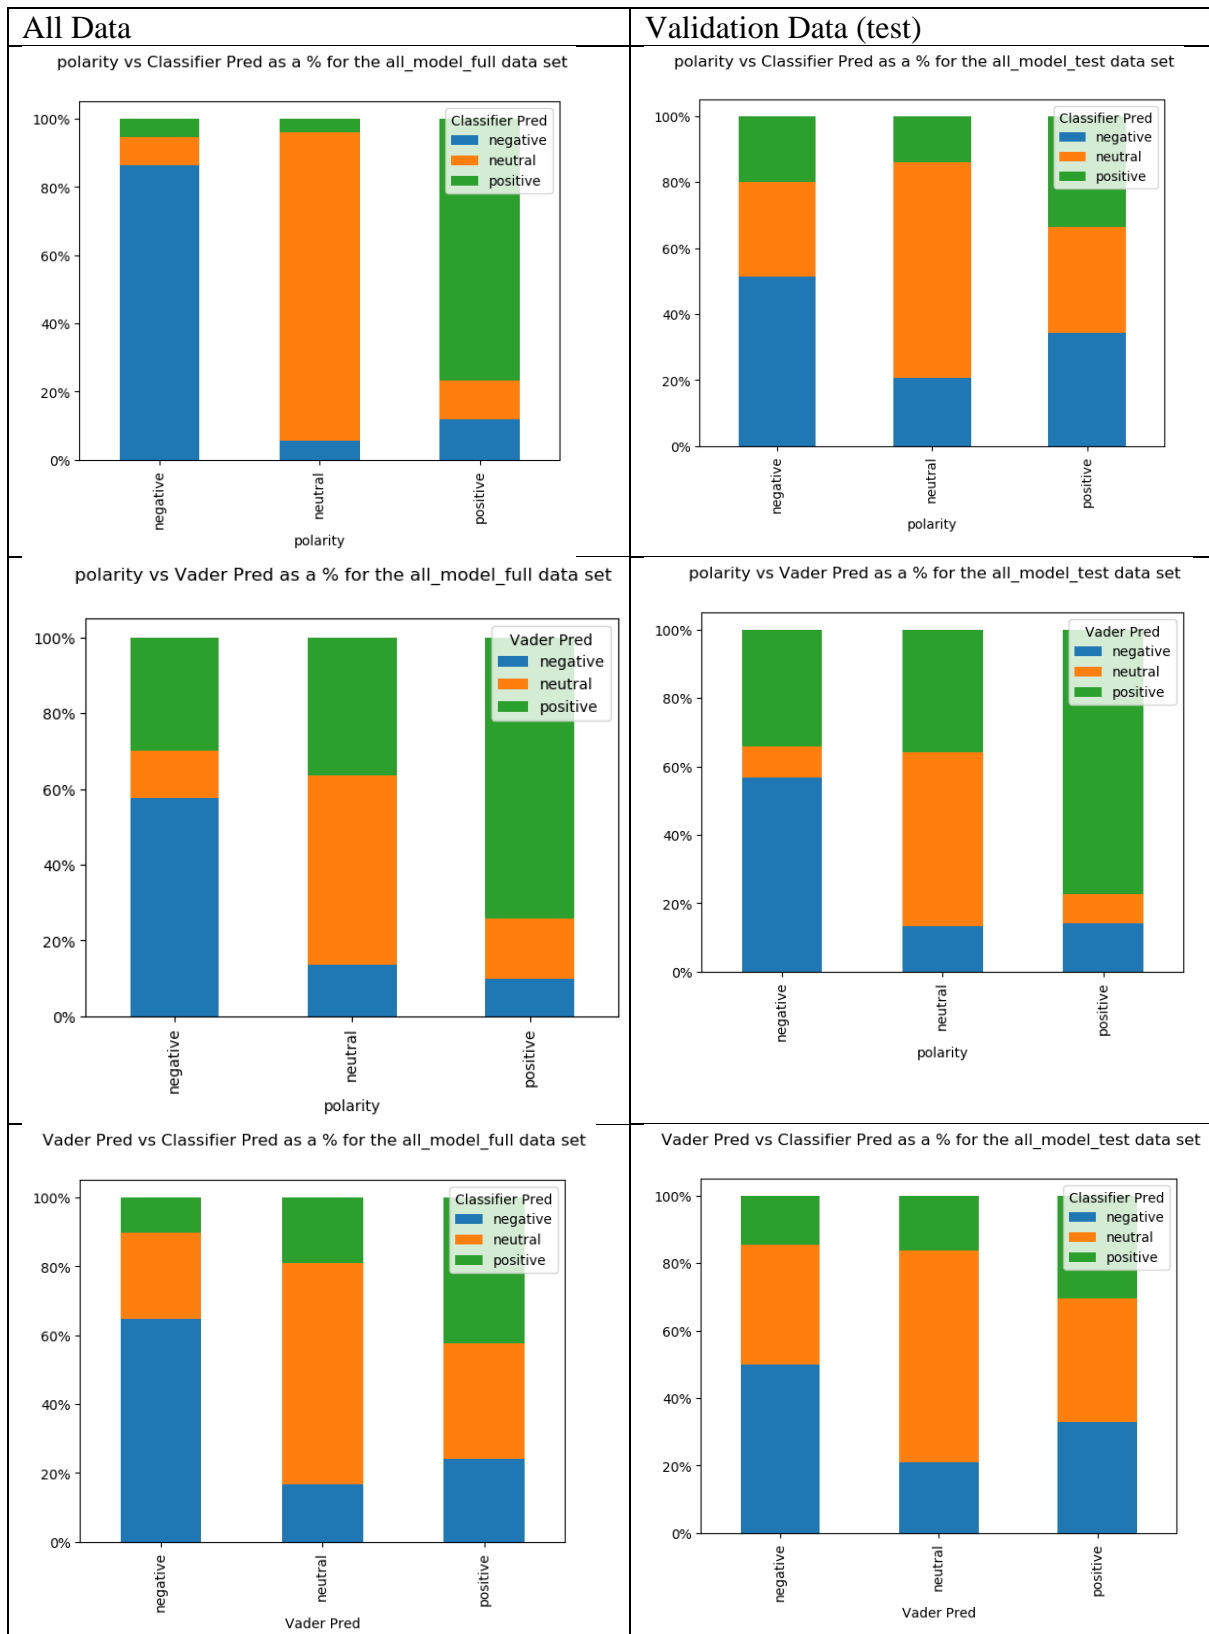 All Data
Validation Data (test)
polarity vs Classifier Pred as a % for the all_model_full data set
100%
80%
60%
40%
20%
0%
Classifier Pred
negative
neutral
positive
negative
neutral
positive
polarity
polarity vs Classifier Pred as a % for the all_model_test data set
100%
80%
60%
40%
20%
0%
Classifier Pred
negative
neutral
positive
negative
neutral
positive
polarity
polarity vs Vader Pred as a % for the all_model_full data set
100%
80%
60%
40%
20%
0%
Vader Pred
negative
neutral
positive
negative
neutral
positive
polarity
polarity vs Vader Pred as a % for the all_model_test data set
100%
80%
60%
40%
20%
0%
Vader Pred
negative
neutral
positive
negative
neutral
positive
polarity
Vader Pred vs Classifier Pred as a % for the all_model_full data set
100%
80%
60%
40%
20%
0%
Classifier Pred
negative
neutral
positive
negative
neutral
positive
Vader Pred
Vader Pred vs Classifier Pred as a % for the all_model_test data set
100%
80%
60%
40%
20%
0%
Classifier Pred
negative
neutral
positive
negative
neutral
positive
Vader Pred